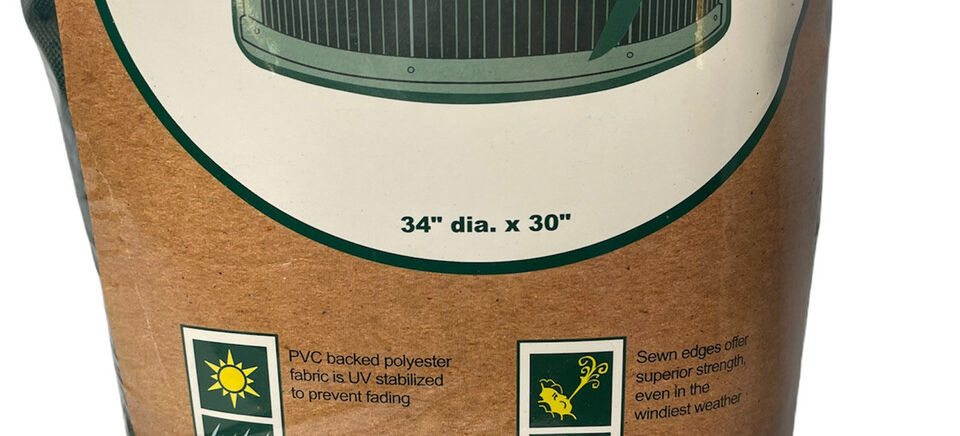 34" dia. x 30"
PVC backed polyester
fabric is UV stabilized
to prevent fading
Sewn edges offer
superior strength,
even in the
windiest weather